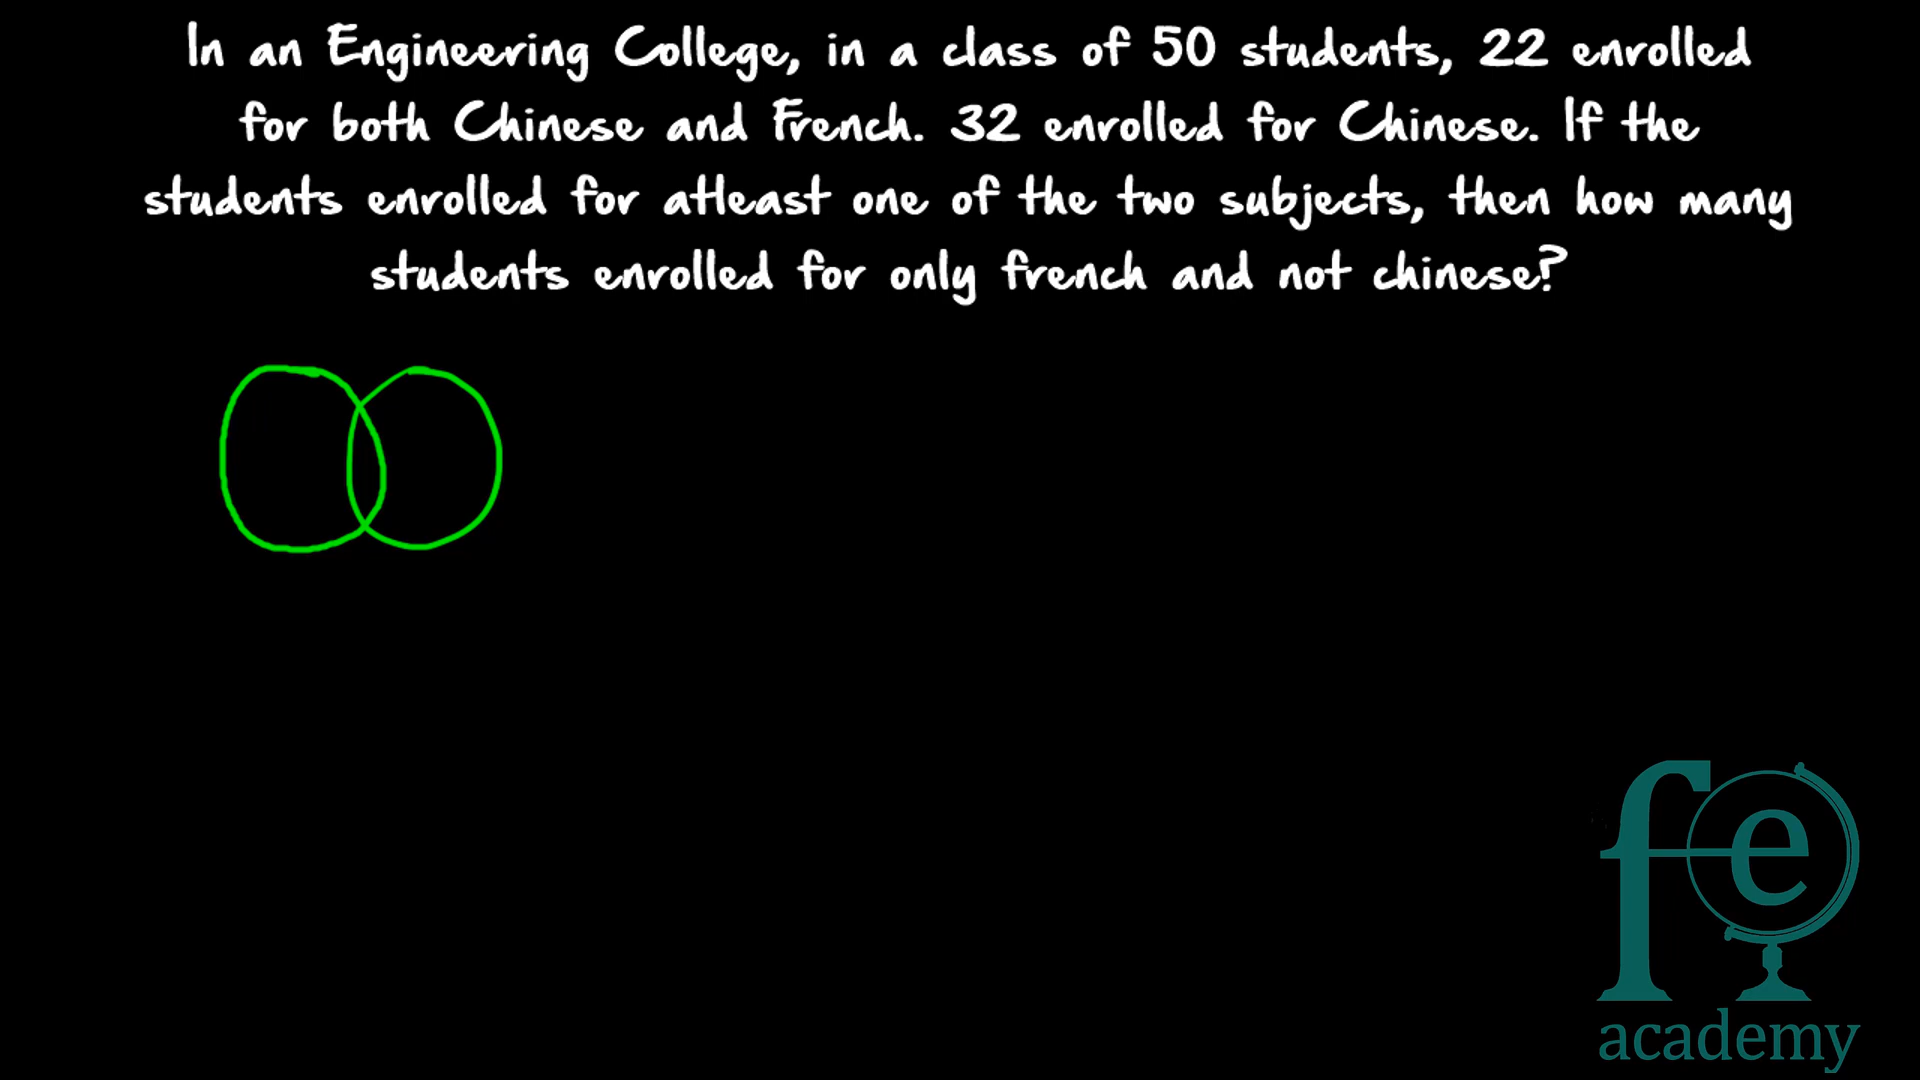 In an Engineering College, in a class of 50 students, 22 enrolled
for both Chinese and French. 32 enrolled for Chinese. If the
students enrolled for atleast one of the two subjects, then how many
students enrolled for only french and not chinese?
fe
academy